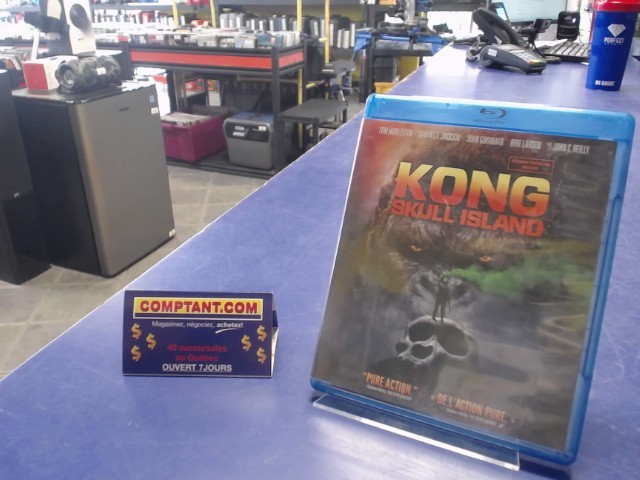 TOM HIDDLESTON SAMUEL L. JACKSON JOHN GOODMAN BRIE LARSON JOHN C. REILLY
KONG
SKULL ISLAND
"PURE ACTION"
"DE L'ACTION PURE"
COMPTANT.COM
Magasinez, négociez, achetez!
40 succursales
au Québec
OUVERT 7 JOURS
PERFECT